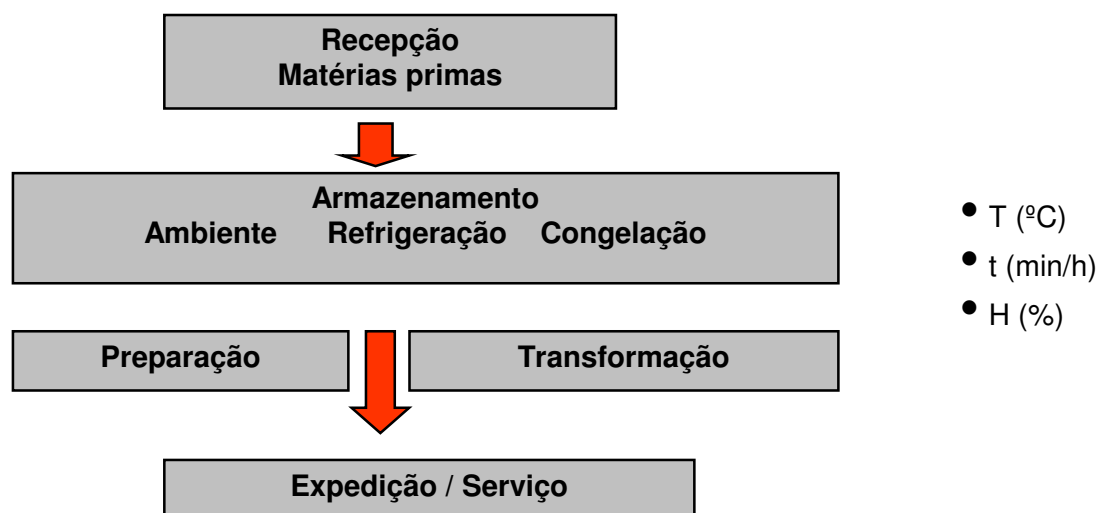 Recepção
Matérias primas
Armazenamento
Ambiente Refrigeração Congelação
• T (ºC)
• t (min/h)
• H (%)
Preparação
Transformação
Expedição / Serviço